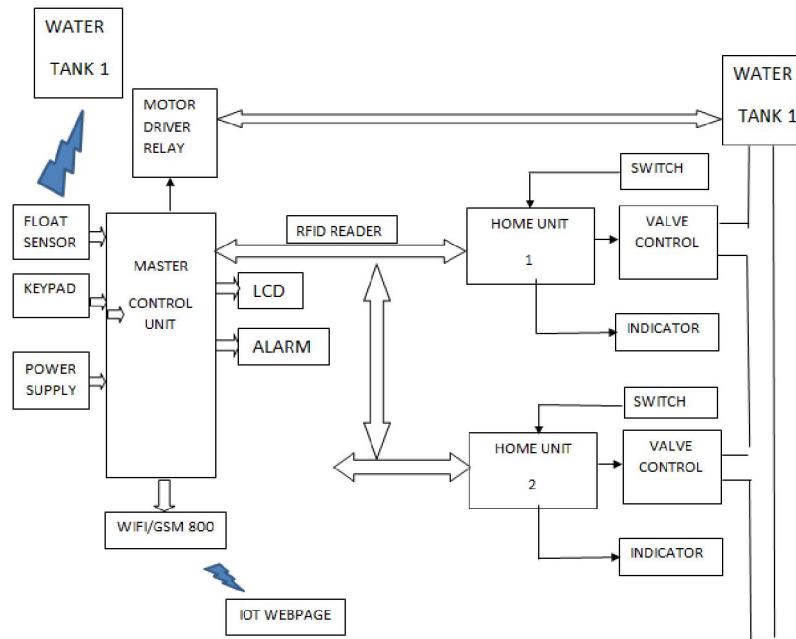 WATER
TANK 1
MOTOR
DRIVER
RELAY
WATER
TANK 1
FLOAT
SENSOR
KEYPAD
POWER
SUPPLY
MASTER
CONTROL
UNIT
RFID READER
LCD
ALARM
WIFI/GSM 800
IOT WEBPAGE
SWITCH
HOME UNIT
1
VALVE
CONTROL
INDICATOR
SWITCH
HOME UNIT
2
VALVE
CONTROL
INDICATOR